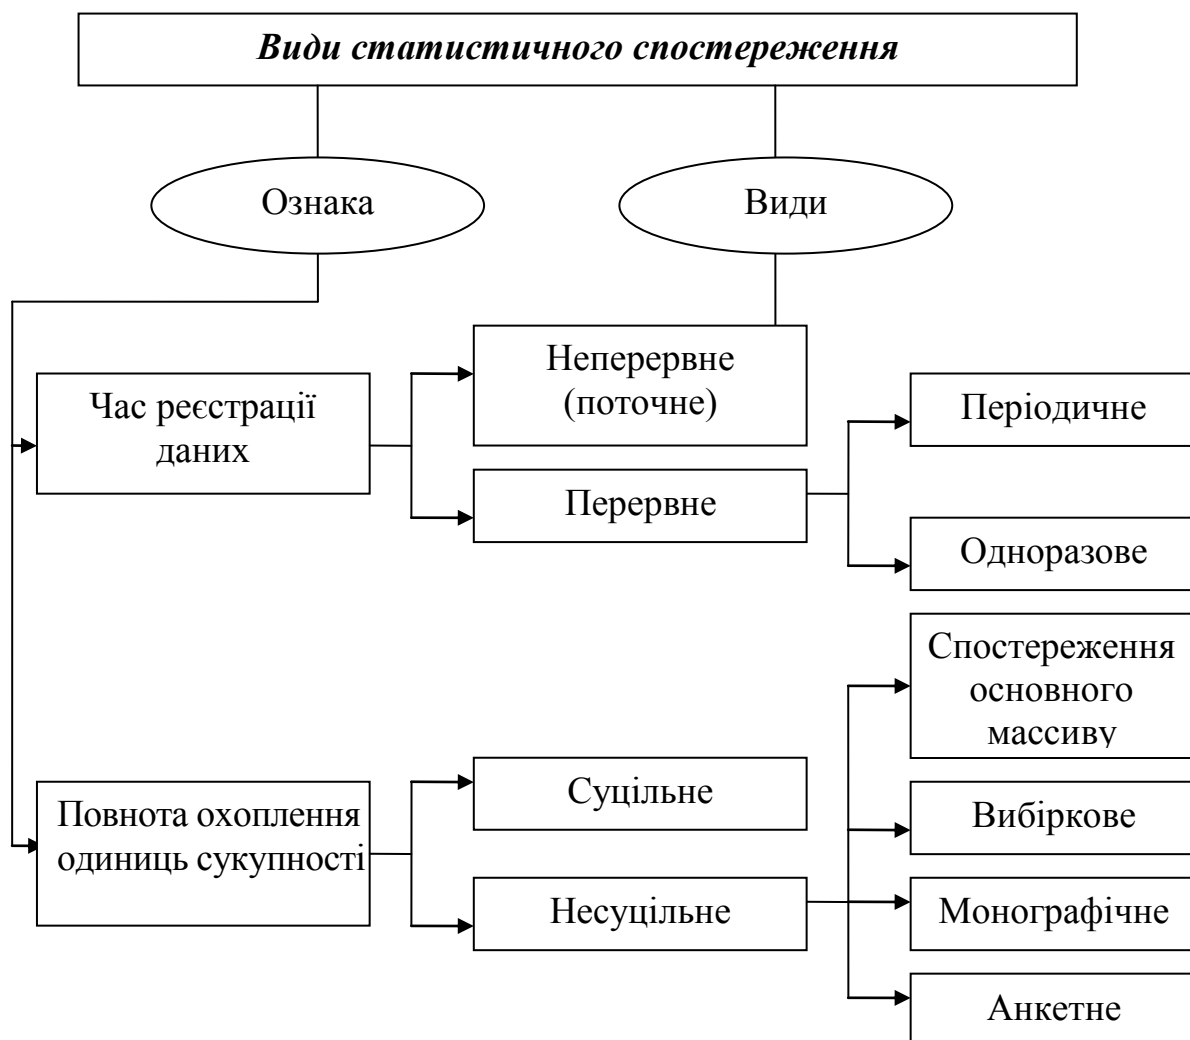 Види статистичного спостереження
Ознака
Види
Час реєстрації
даних
Неперервне
(поточне)
Перервне
Періодичне
Одноразове
Повнота охоплення
одиниць сукупності
Суцільне
Несуцільне
Спостереження
основного
массиву
Вибіркове
Монографічне
Анкетне